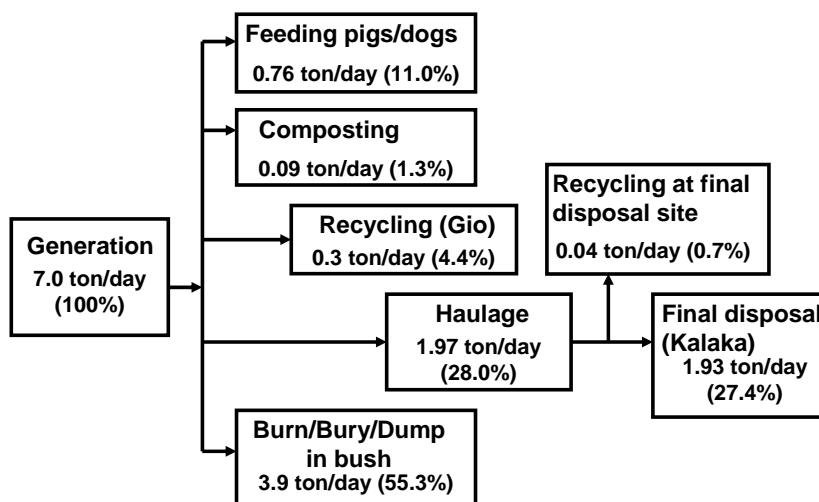 Feeding pigs/dogs
0.76 ton/day (11.0%)
Composting
0.09 ton/day (1.3%)
Recycling at final
disposal site
0.04 ton/day (0.7%)
Recycling (Gio)
0.3 ton/day (4.4%)
Generation
7.0 ton/day
(100%)
Haulage
1.97 ton/day
(28.0%)
Final disposal
(Kalaka)
1.93 ton/day
(27.4%)
Burn/Bury/Dump
in bush
3.9 ton/day (55.3%)